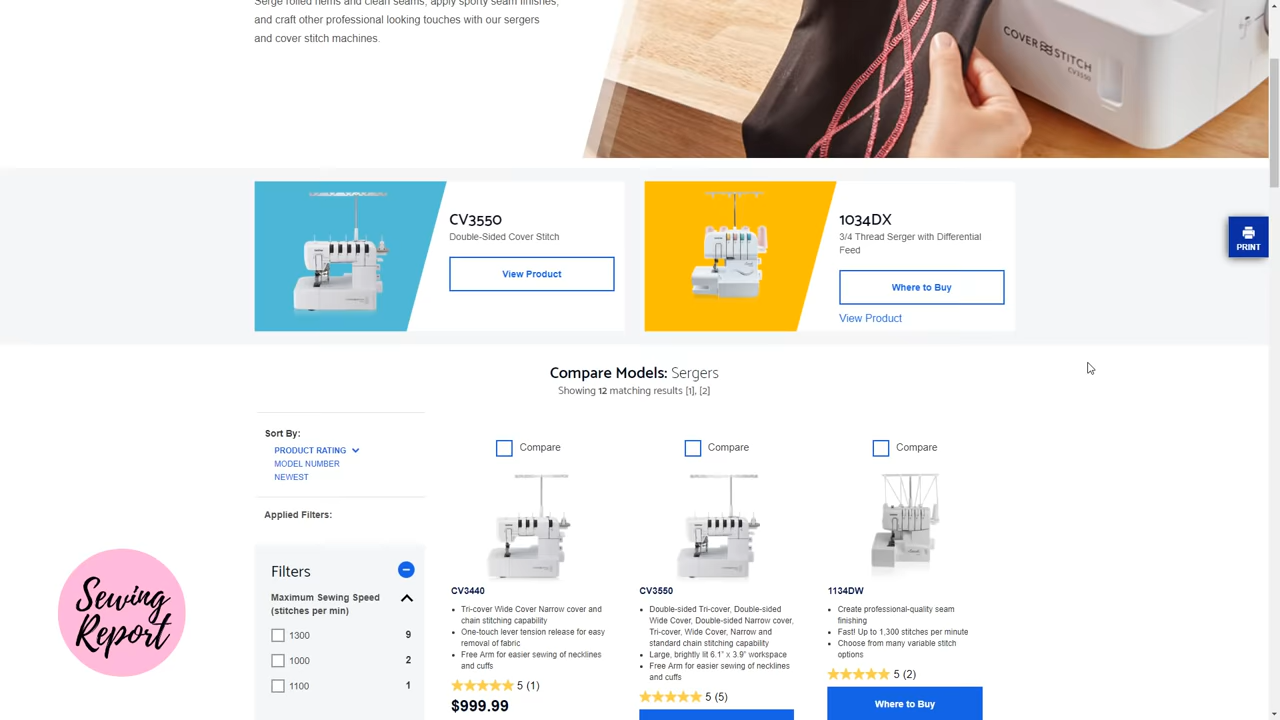 Serge rolled hems and clean seams, apply sporty seam finishes,
and craft other professional looking touches with our sergers
and cover stitch machines.
COVER STITCH
CV3550
PRINT
CV3550
Double-Sided Cover Stitch
View Product
1034DX
3/4 Thread Serger with Differential
Feed
Where to Buy
View Product
Compare Models: Sergers
Showing 12 matching results [1], [2]
Sort By:
PRODUCT RATING
MODEL NUMBER
NEWEST
Applied Filters:
Filters
Maximum Sewing Speed
(stitches per min)
1300 9
1000 2
1100 1
Compare
CV3440
• Tri-cover Wide Cover Narrow cover and
chain stitching capability
• One-touch lever tension release for easy
removal of fabric
• Free Arm for easier sewing of necklines
and cuffs
5 (1)
$999.99
Compare
CV3550
• Double-sided Tri-cover, Double-sided
Wide Cover, Double-sided Narrow cover,
Tri-cover, Wide Cover, Narrow and
standard chain stitching capability
• Large, brightly lit 6.1” x 3.9” workspace
• Free Arm for easier sewing of necklines
and cuffs
5 (5)
Compare
1134DW
• Create professional-quality seam
finishing
• Fast! Up to 1,300 stitches per minute
• Choose from many variable stitch
options
5 (2)
Where to Buy
Sewing
Report